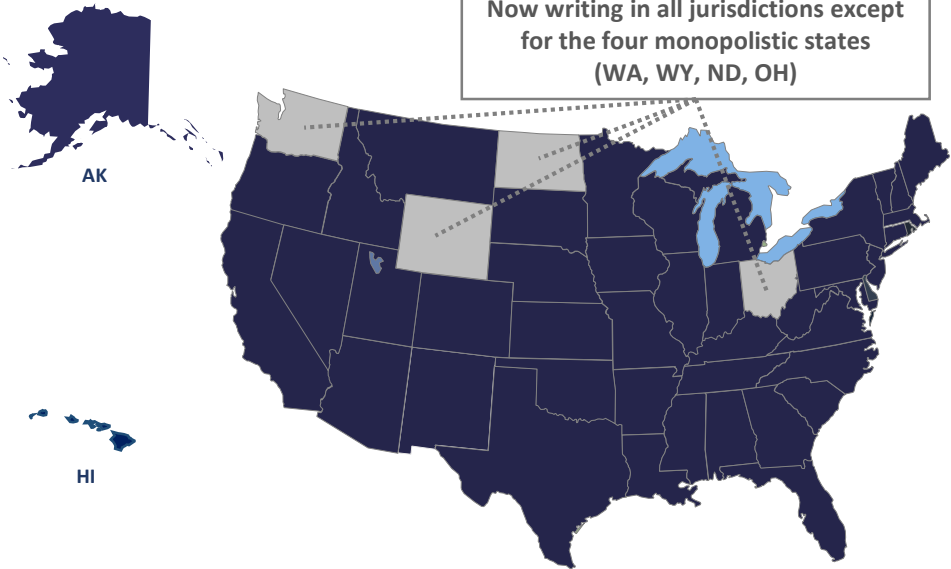 Now writing in all jurisdictions except
for the four monopolistic states
(WA, WY, ND, OH)
AK
HI